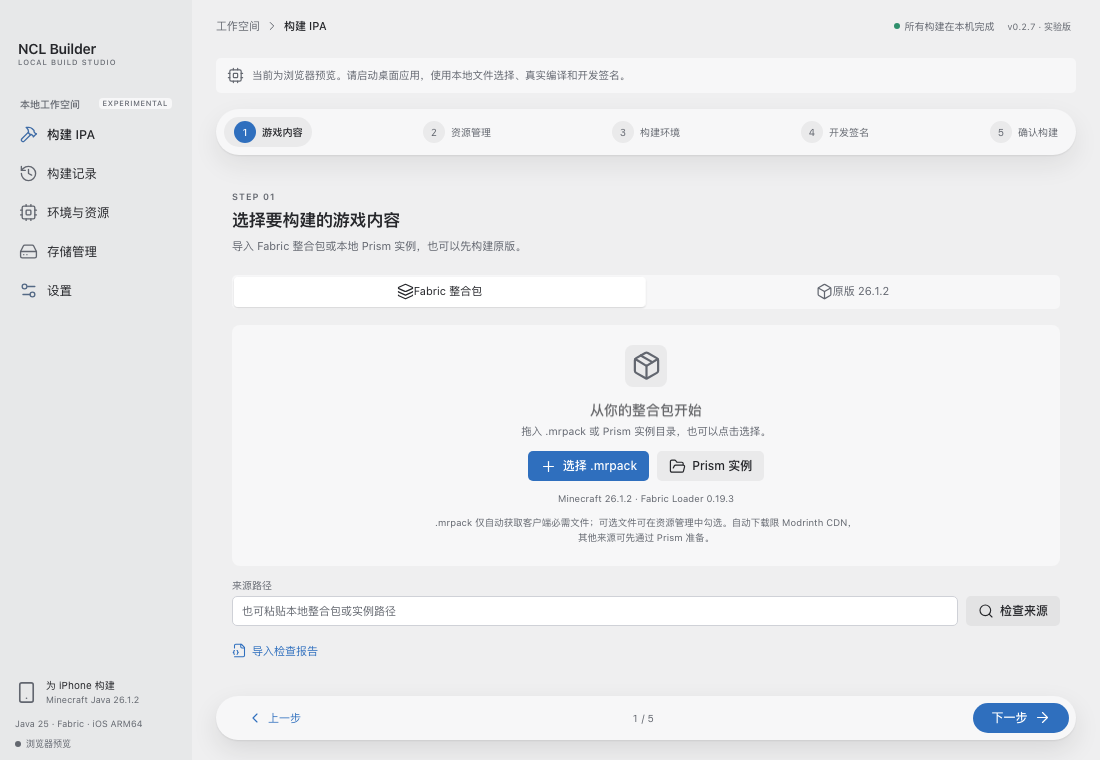 NCL Builder
LOCAL BUILD STUDIO
本地工作空间 EXPERIMENTAL
构建 IPA
构建记录
环境与资源
存储管理
设置
为 iPhone 构建
Minecraft Java 26.1.2
Java 25 · Fabric · iOS ARM64
浏览器预览
工作空间 > 构建 IPA
所有构建在本机完成 v0.2.7 · 实验版
当前为浏览器预览。请启动桌面应用，使用本地文件选择、真实编译和开发签名。
1 游戏内容 2 资源管理 3 构建环境 4 开发签名 5 确认构建
STEP 01
选择要构建的游戏内容
导入 Fabric 整合包或本地 Prism 实例，也可以先构建原版。
Fabric 整合包 原版 26.1.2
从你的整合包开始
拖入 .mrpack 或 Prism 实例目录，也可以点击选择。
选择 .mrpack Prism 实例
Minecraft 26.1.2 · Fabric Loader 0.19.3
.mrpack 仅自动获取客户端必需文件；可选文件可在资源管理中勾选。自动下载限 Modrinth CDN，
其他来源可先通过 Prism 准备。
来源路径
也可粘贴本地整合包或实例路径 检查来源
导入检查报告
上一步 1 / 5 下一步